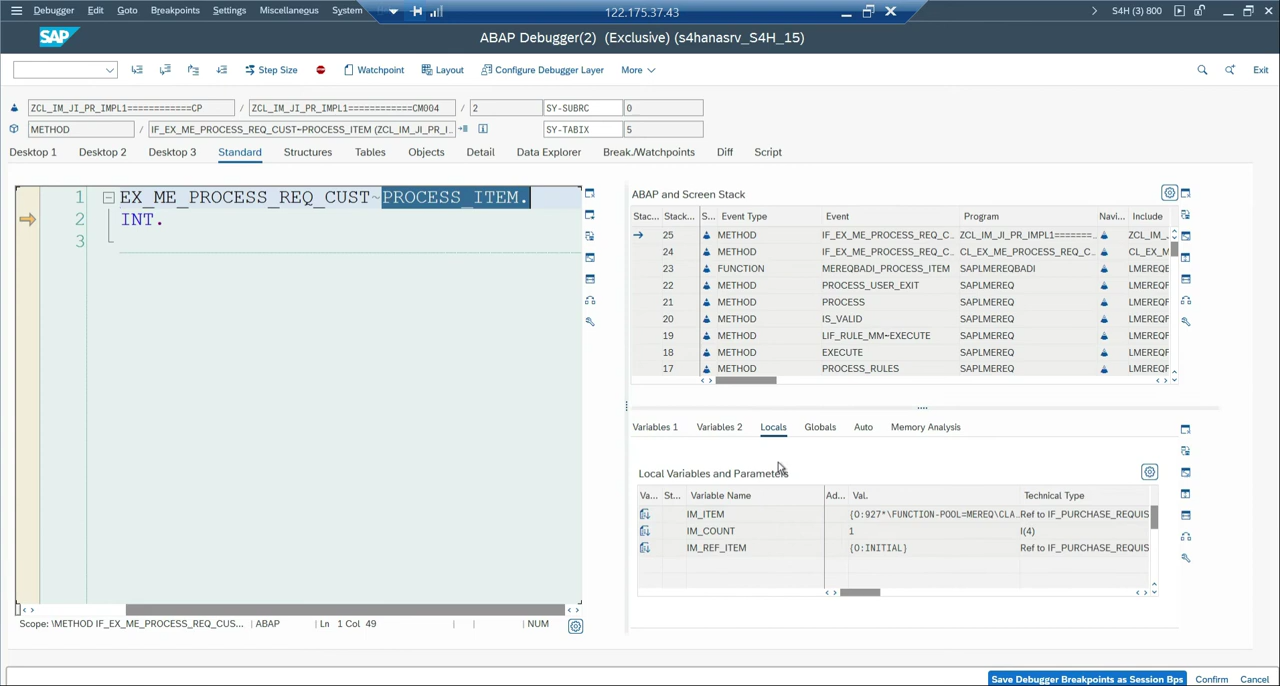 Debugger Edit Goto Breakpoints Settings Miscellaneous System 122.175.37.43 S4H (3) 800
SAP ABAP Debugger(2) (Exclusive) (s4hanasrv_S4H_15)
Step Size Watchpoint Layout Configure Debugger Layer More Exit
ZCL_IM_JI_PR_IMPL1============CP / ZCL_IM_JI_PR_IMPL1============CM004 / 2 SY-SUBRC 0
METHOD / IF_EX_ME_PROCESS_REQ_CUST~PROCESS_ITEM (ZCL_IM_JI_PR_I... SY-TABIX 5
Desktop 1 Desktop 2 Desktop 3 Standard Structures Tables Objects Detail Data Explorer Break./Watchpoints Diff Script
1 EX_ME_PROCESS_REQ_CUST~PROCESS_ITEM.
2 INT.
3
Scope: \METHOD IF_EX_ME_PROCESS_REQ_CUS... ABAP Ln 1 Col 49 NUM
ABAP and Screen Stack
Stac... Stack... S... Event Type Event Program Navi... Include
25 METHOD IF_EX_ME_PROCESS_REQ_C... ZCL_IM_JI_PR_IMPL1=======... ZCL_IM_
24 METHOD IF_EX_ME_PROCESS_REQ_C... CL_EX_ME_PROCESS_REQ_C... CL_EX_M
23 FUNCTION MEREQBADI_PROCESS_ITEM SAPLMEREQBADI LMEREQB
22 METHOD PROCESS_USER_EXIT SAPLMEREQ LMEREQF
21 METHOD PROCESS SAPLMEREQ LMEREQF
20 METHOD IS_VALID SAPLMEREQ LMEREQF
19 METHOD LIF_RULE_MM~EXECUTE SAPLMEREQ LMEREQF
18 METHOD EXECUTE SAPLMEREQ LMEREQF
17 METHOD PROCESS_RULES SAPLMEREQ LMEREQF
Variables 1 Variables 2 Locals Globals Auto Memory Analysis
Local Variables and Parameters
Va... St... Variable Name Ad... Val. Technical Type
IM_ITEM {O:927*\FUNCTION-POOL=MEREQ\CLA... Ref to IF_PURCHASE_REQUIS
IM_COUNT 1 I(4)
IM_REF_ITEM {O:INITIAL} Ref to IF_PURCHASE_REQUIS
Save Debugger Breakpoints as Session Bps Confirm Cancel